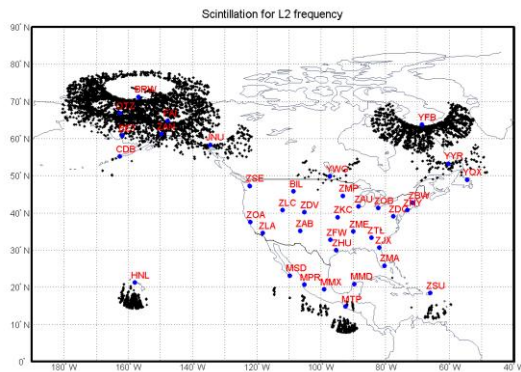 Scintillation for L2 frequency
90° N
80° N
70° N
60° N
50° N
40° N
30° N
20° N
10° N
0°
180° W
160° W
140° W
120° W
100° W
80° W
60° W
40° W
BRW
JNU
CDB
YFB
YYR
YQX
YWG
ZSE
BIL
ZMP
ZLC
ZDV
ZAU
ZOB
ZBW
ZNY
ZDC
ZKC
ZOA
ZLA
ZAB
ZFW
ZME
ZTL
ZHU
ZJX
ZMA
HNL
MSD
MPR
MMX
MMD
MTP
ZSU